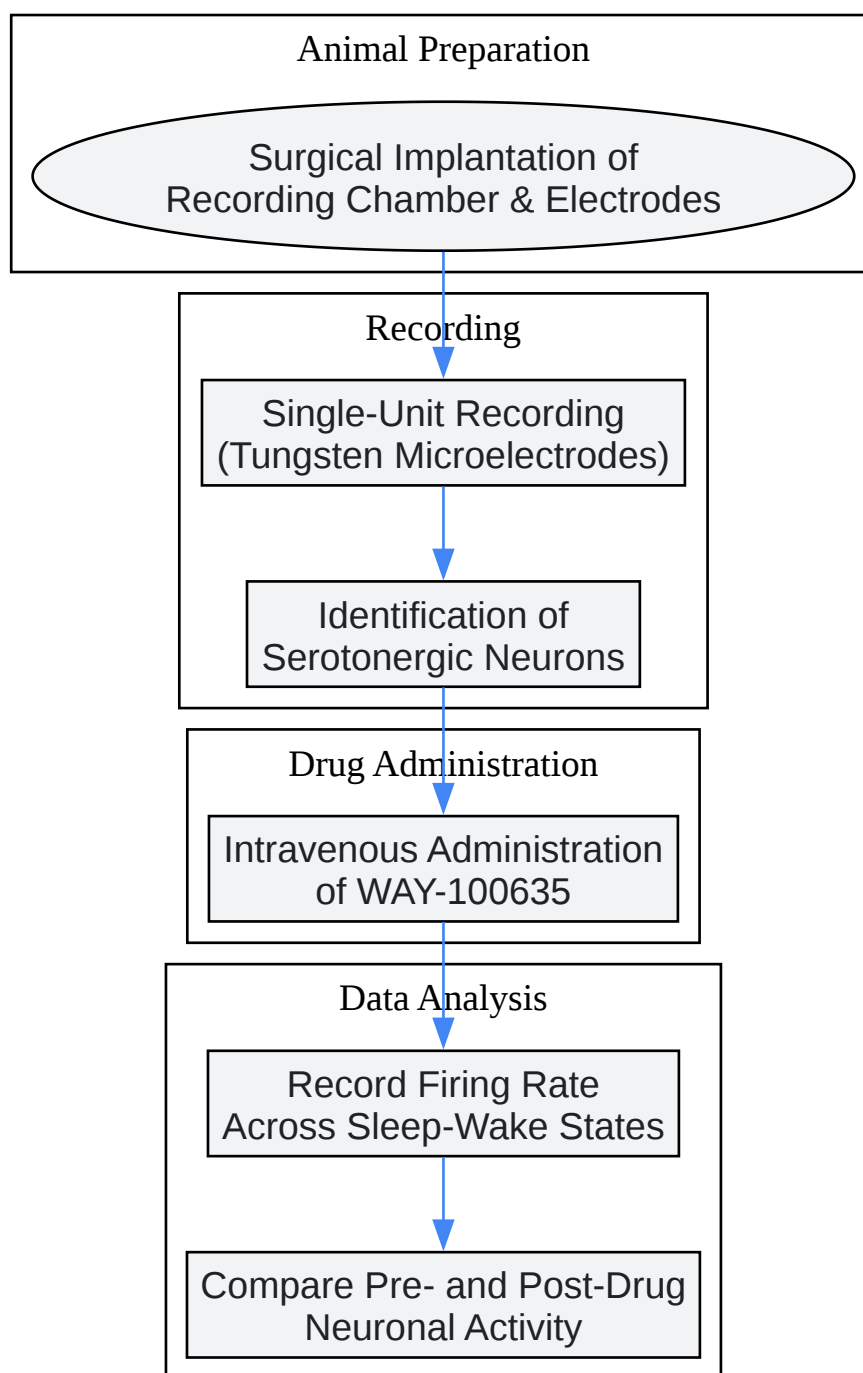 Animal Preparation
Surgical Implantation of
Recording Chamber & Electrodes
Recording
Single-Unit Recording
(Tungsten Microelectrodes)
Identification of
Serotonergic Neurons
Drug Administration
Intravenous Administration
of WAY-100635
Data Analysis
Record Firing Rate
Across Sleep-Wake States
Compare Pre- and Post-Drug
Neuronal Activity